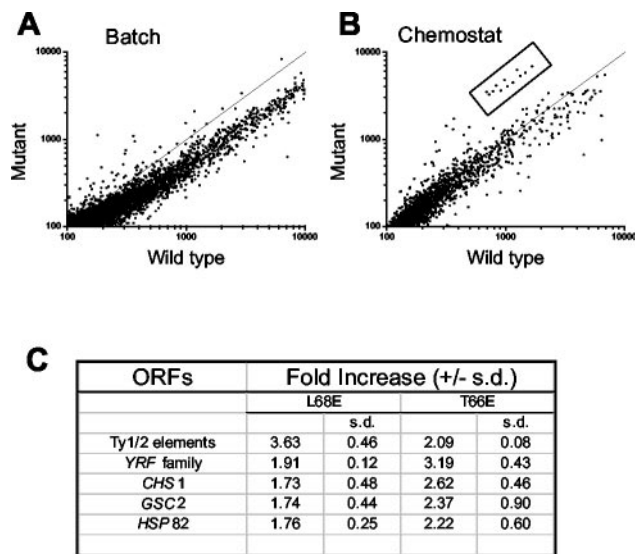 A
Batch
10000
Mutant
1000
100
100
1000
10000
Wild type
B
Chemostat
10000
Mutant
1000
100
100
1000
10000
Wild type
C
ORFs Fold Increase (+/- s.d.)
L68E T66E
s.d. s.d.
Ty1/2 elements 3.63 0.46 2.09 0.08
YRF family 1.91 0.12 3.19 0.43
CHS1 1.73 0.48 2.62 0.46
GSC2 1.74 0.44 2.37 0.90
HSP82 1.76 0.25 2.22 0.60